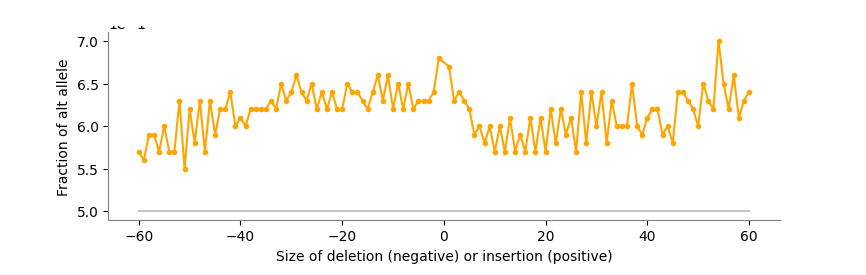 7.0
6.5
6.0
5.5
5.0
Fraction of alt allele
−60 −40 −20 0 20 40 60
Size of deletion (negative) or insertion (positive)